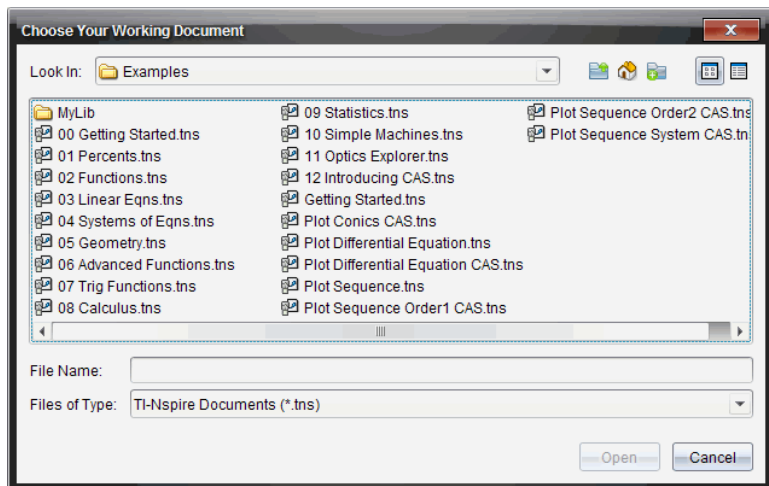 Choose Your Working Document
Look In: Examples
MyLib
00 Getting Started.tns
01 Percents.tns
02 Functions.tns
03 Linear Eqns.tns
04 Systems of Eqns.tns
05 Geometry.tns
06 Advanced Functions.tns
07 Trig Functions.tns
08 Calculus.tns
09 Statistics.tns
10 Simple Machines.tns
11 Optics Explorer.tns
12 Introducing CAS.tns
Getting Started.tns
Plot Conics CAS.tns
Plot Differential Equation.tns
Plot Differential Equation CAS.tns
Plot Sequence.tns
Plot Sequence Order1 CAS.tns
Plot Sequence Order2 CAS.tns
Plot Sequence System CAS.tn
File Name:
Files of Type: TI-Nspire Documents (*.tns)
Open Cancel